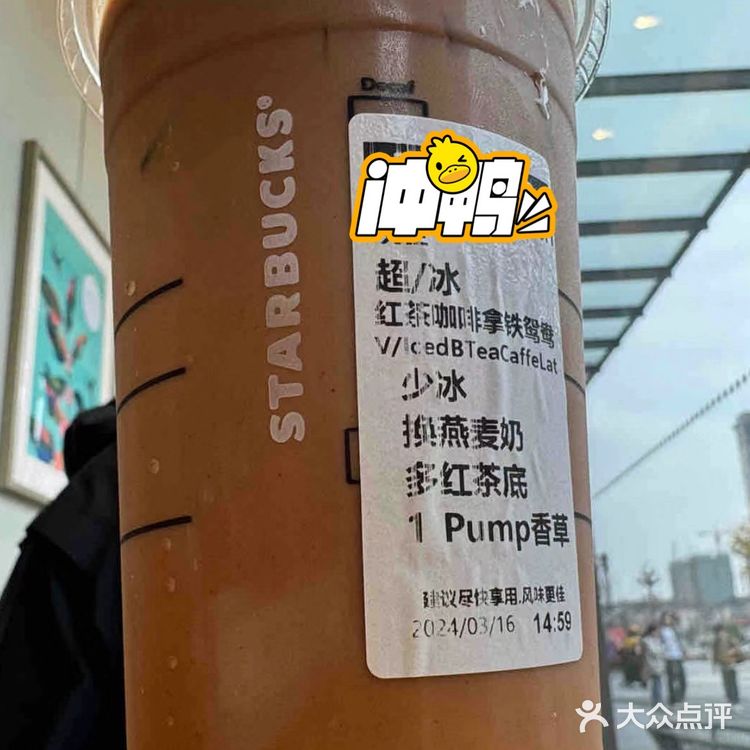 Decaf
STARBUCKS
冲鸭
超/冰
红茶咖啡拿铁鸳鸯
V/IcedBTeaCaffeLat
少冰
换燕麦奶
多红茶底
1 Pump香草
建议尽快享用,风味更佳
2024/03/16 14:59
大众点评